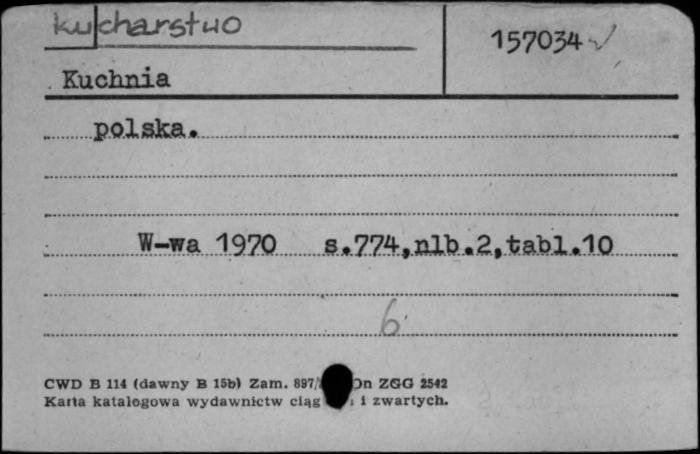 kucharstwo
157034 ✓
Kuchnia
polska.
W-wa 1970 s.774,nlb.2,tabl.10
6
CWD B 114 (dawny B 15b) Zam. 897/ On ZGG 2542
Karta katalogowa wydawnictw ciąg i zwartych.